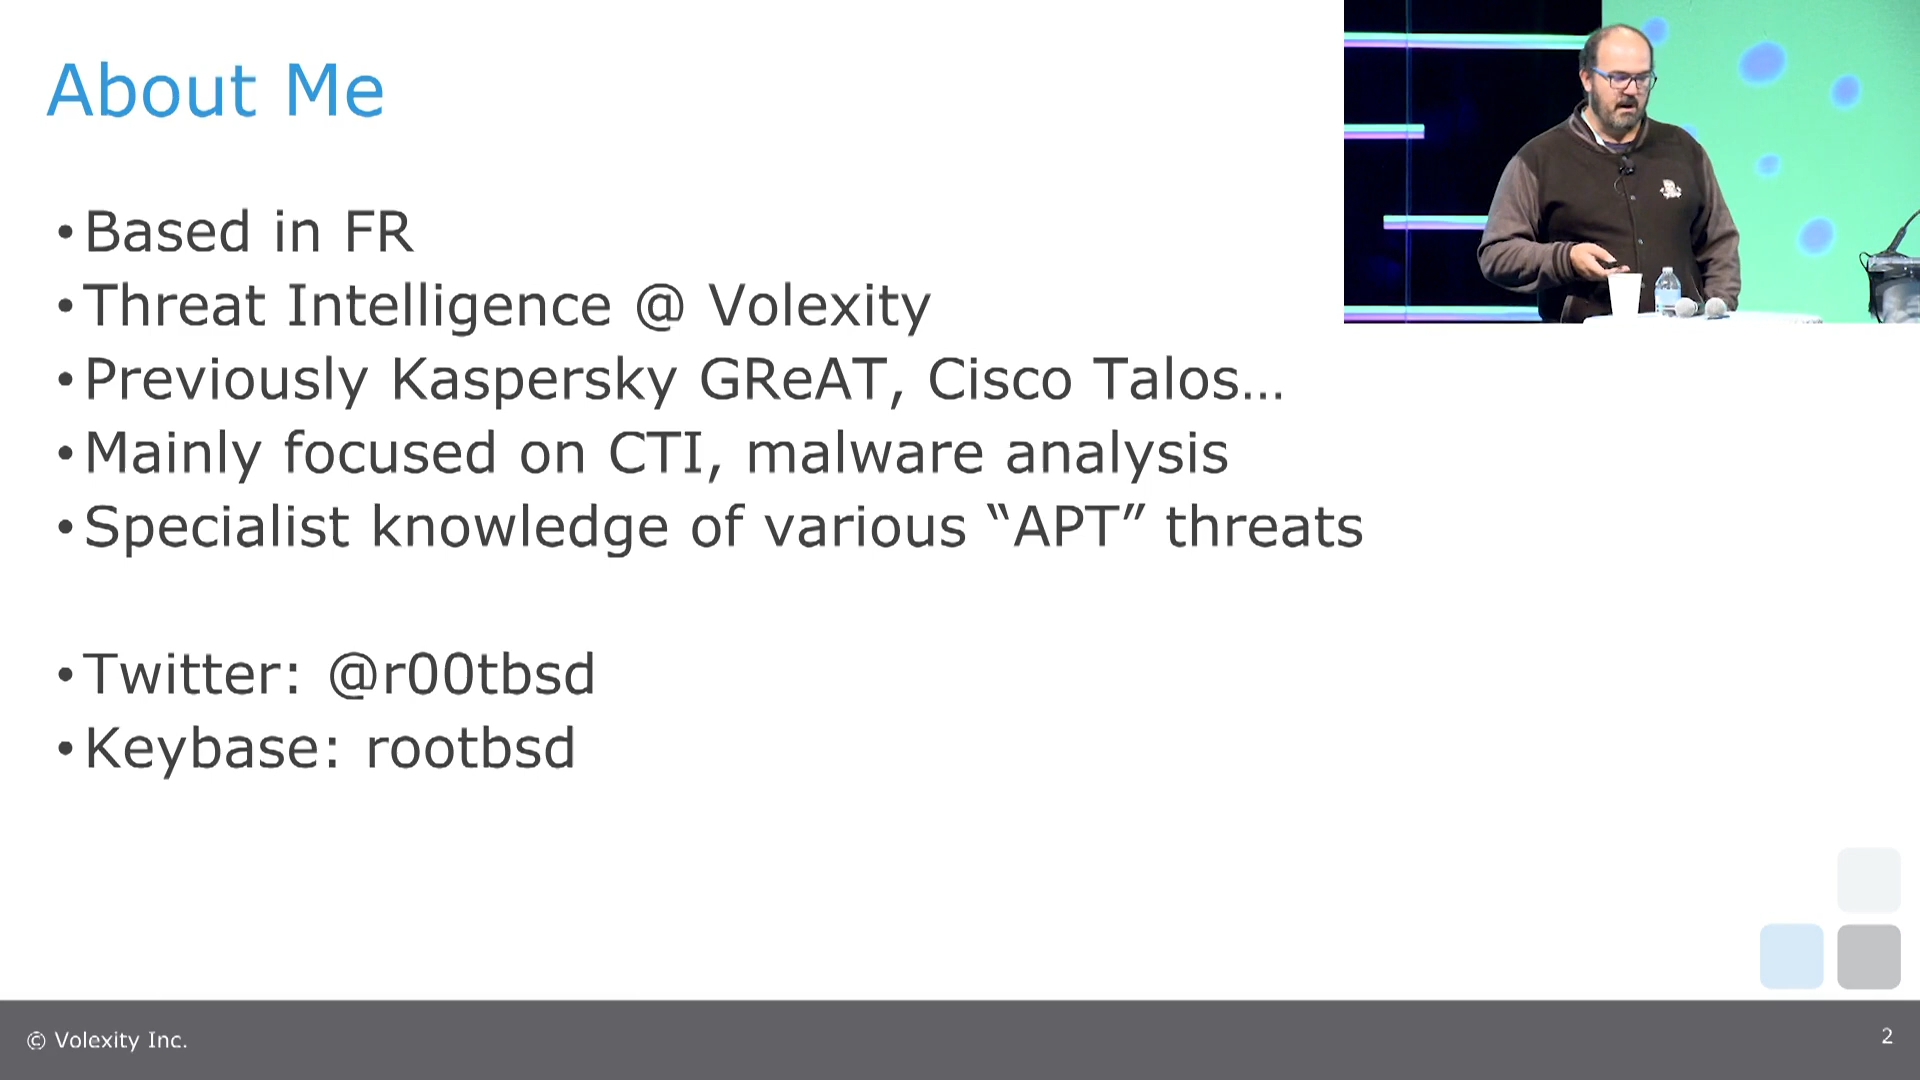 About Me
•Based in FR
•Threat Intelligence @ Volexity
•Previously Kaspersky GReAT, Cisco Talos…
•Mainly focused on CTI, malware analysis
•Specialist knowledge of various “APT” threats
•Twitter: @r00tbsd
•Keybase: rootbsd
© Volexity Inc.
2